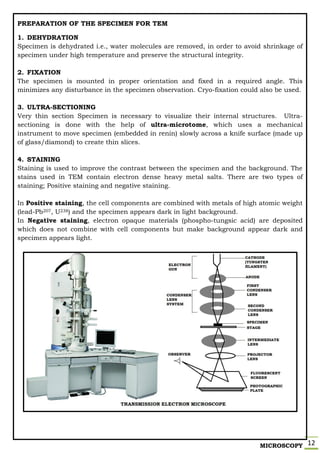 PREPARATION OF THE SPECIMEN FOR TEM
1. DEHYDRATION
Specimen is dehydrated i.e., water molecules are removed, in order to avoid shrinkage of
specimen under high temperature and preserve the structural integrity.
2. FIXATION
The specimen is mounted in proper orientation and fixed in a required angle. This
minimizes any disturbance in the specimen observation. Cryo-fixation could also be used.
3. ULTRA-SECTIONING
Very thin section Specimen is necessary to visualize their internal structures. Ultra-
sectioning is done with the help of ultra-microtome, which uses a mechanical
instrument to move specimen (embedded in renin) slowly across a knife surface (made up
of glass/diamond) to create thin slices.
4. STAINING
Staining is used to improve the contrast between the specimen and the background. The
stains used in TEM contain electron dense heavy metal salts. There are two types of
staining; Positive staining and negative staining.
In Positive staining, the cell components are combined with metals of high atomic weight
(lead-Pb207, U238) and the specimen appears dark in light background.
In Negative staining, electron opaque materials (phospho-tungsic acid) are deposited
which does not combine with cell components but make background appear dark and
specimen appears light.
CATHODE
(TUNGSTEN
FILAMENT)
ELECTRON
GUN
ANODE
FIRST
CONDENSER
LENS
CONDENSER
LENS
SYSTEM
SECOND
CONDENSER
LENS
SPECIMEN
STAGE
INTERMEDIATE
LENS
OBSERVER
PROJECTOR
LENS
FLUORESCENT
SCREEN
PHOTOGRAPHIC
PLATE
TRANSMISSION ELECTRON MICROSCOPE
MICROSCOPY 12